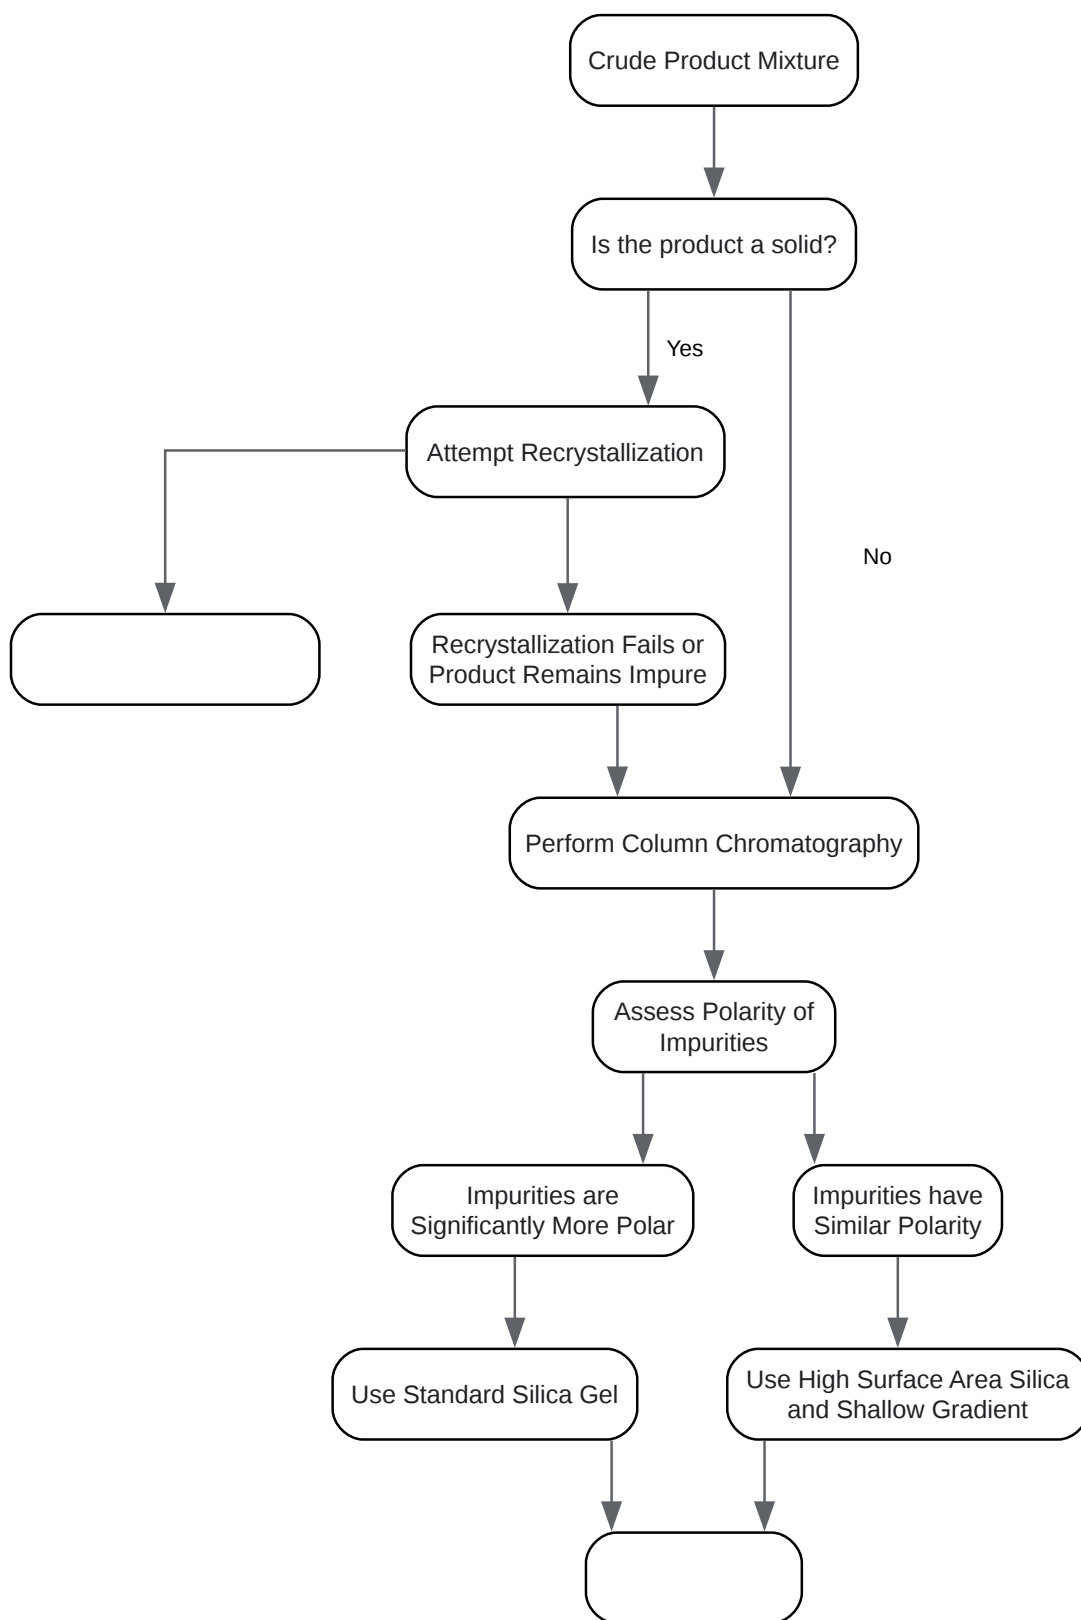 Crude Product Mixture
Is the product a solid?
Yes
Attempt Recrystallization
No
Recrystallization Fails or
Product Remains Impure
Perform Column Chromatography
Assess Polarity of
Impurities
Impurities are
Significantly More Polar
Impurities have
Similar Polarity
Use Standard Silica Gel
Use High Surface Area Silica
and Shallow Gradient